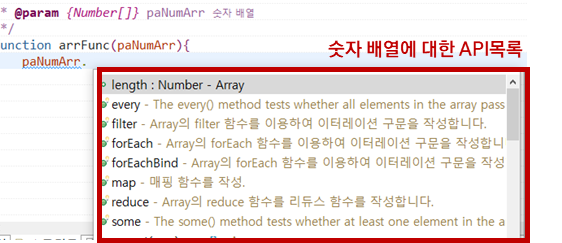 * @param {Number[]} paNumArr 숫자 배열
*/
unction arrFunc(paNumArr){
숫자 배열에 대한 API목록
paNumArr.
length : Number - Array
every - The every() method tests whether all elements in the array pass
filter - Array의 filter 함수를 이용하여 이터레이션 구문을 작성합니다.
forEach - Array의 forEach 함수를 이용하여 이터레이션 구문을 작성합니
forEachBind - Array의 forEach 함수를 이용하여 이터레이션 구문을 작성
map - 매핑 함수를 작성.
reduce - Array의 reduce 함수를 리듀스 함수를 작성합니다.
some - The some() method tests whether at least one element in the a